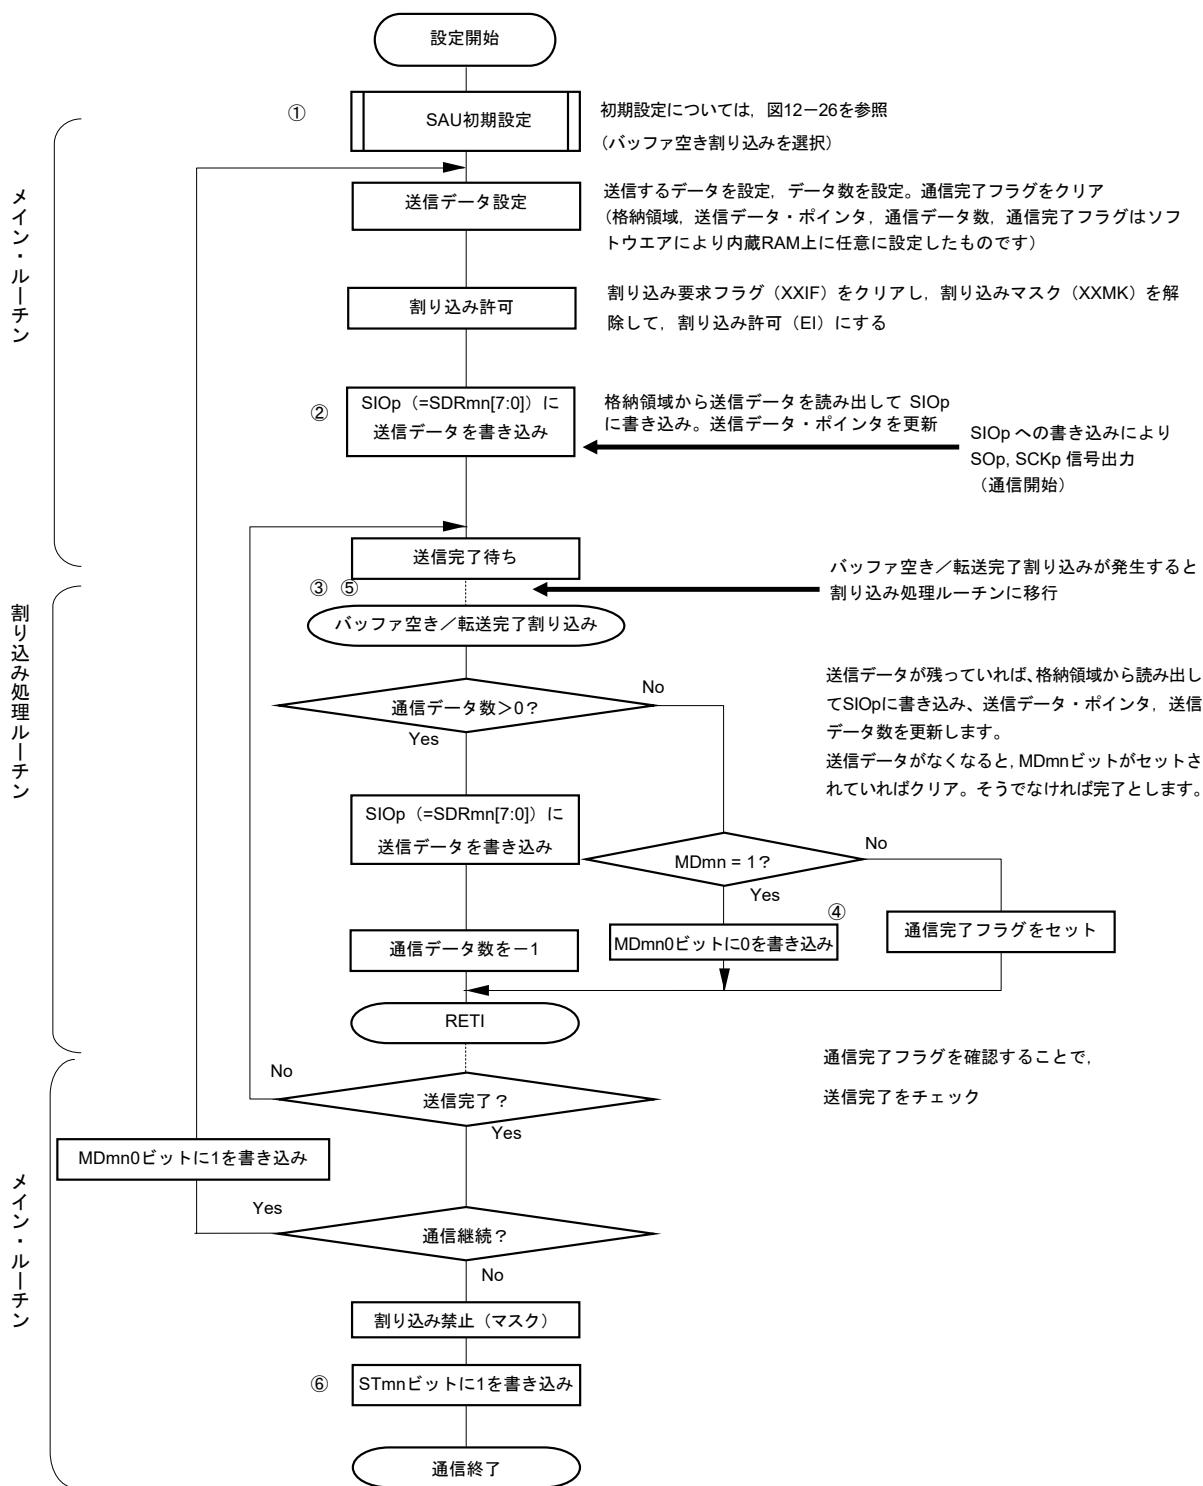 設定開始
①
SAU初期設定
初期設定については，図12－26を参照
（バッファ空き割り込みを選択）
メイン・ルーチン
送信データ設定
送信するデータを設定，データ数を設定。通信完了フラグをクリア
（格納領域，送信データ・ポインタ，通信データ数，通信完了フラグはソフ
トウエアにより内蔵RAM上に任意に設定したものです）
割り込み許可
割り込み要求フラグ（XXIF）をクリアし，割り込みマスク（XXMK）を解
除して，割り込み許可（EI）にする
②
SIOp（=SDRmn[7:0]）に
送信データを書き込み
格納領域から送信データを読み出して SIOp
に書き込み。送信データ・ポインタを更新
SIOp への書き込みにより
SOp, SCKp 信号出力
（通信開始）
送信完了待ち
③ ⑤
バッファ空き／転送完了割り込みが発生すると
割り込み処理ルーチンに移行
割り込み処理ルーチン
バッファ空き／転送完了割り込み
通信データ数＞0？
No
Yes
送信データが残っていれば、格納領域から読み出し
てSIOpに書き込み、送信データ・ポインタ，送信
データ数を更新します。
送信データがなくなると, MDmnビットがセットさ
れていればクリア。そうでなければ完了とします。
SIOp（=SDRmn[7:0]）に
送信データを書き込み
MDmn = 1？
No
Yes
④
通信データ数を－1
MDmn0ビットに0を書き込み
通信完了フラグをセット
RETI
通信完了フラグを確認することで，
送信完了をチェック
No
送信完了？
Yes
メイン・ルーチン
MDmn0ビットに1を書き込み
Yes
通信継続？
No
割り込み禁止（マスク）
⑥
STmnビットに1を書き込み
通信終了